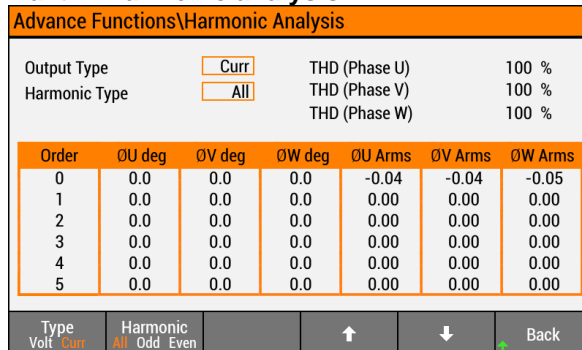 Advance Functions\Harmonic Analysis
Output Type Curr THD (Phase U) 100 %
Harmonic Type All THD (Phase V) 100 %
THD (Phase W) 100 %
Order ØU deg ØV deg ØW deg ØU Arms ØV Arms ØW Arms
0 0.0 0.0 0.0 -0.04 -0.04 -0.05
1 0.0 0.0 0.0 0.00 0.00 0.00
2 0.0 0.0 0.0 0.00 0.00 0.00
3 0.0 0.0 0.0 0.00 0.00 0.00
4 0.0 0.0 0.0 0.00 0.00 0.00
5 0.0 0.0 0.0 0.00 0.00 0.00
Type Harmonic Back
Volt Curr All Odd Even